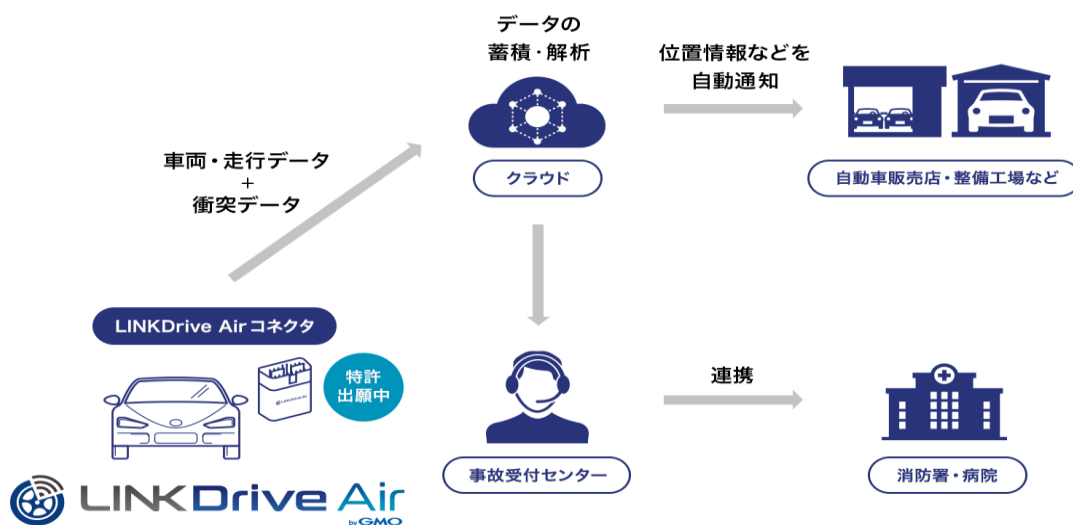 データの
蓄積・解析
位置情報などを
自動通知
車両・走行データ
+
衝突データ
クラウド
自動車販売店・整備工場など
LINKDrive Airコネクタ
LINKDrive Air
特許
出願中
連携
事故受付センター
消防署・病院
LINKDrive Air
by GMO